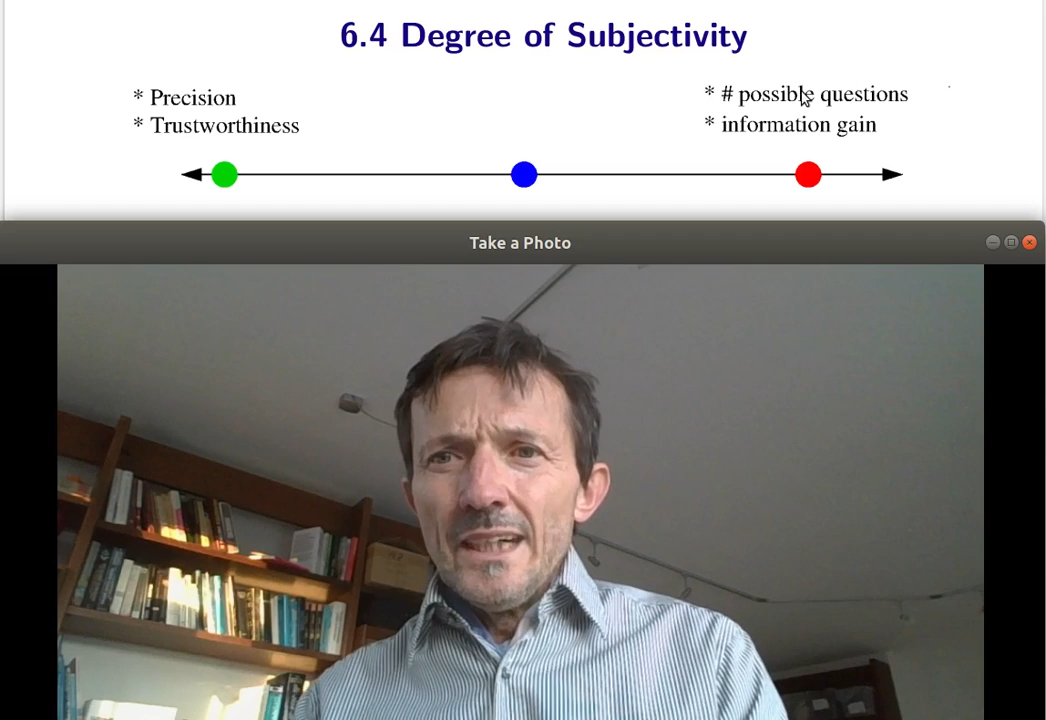 6.4 Degree of Subjectivity
* Precision
* Trustworthiness
* # possible questions
* information gain
Take a Photo